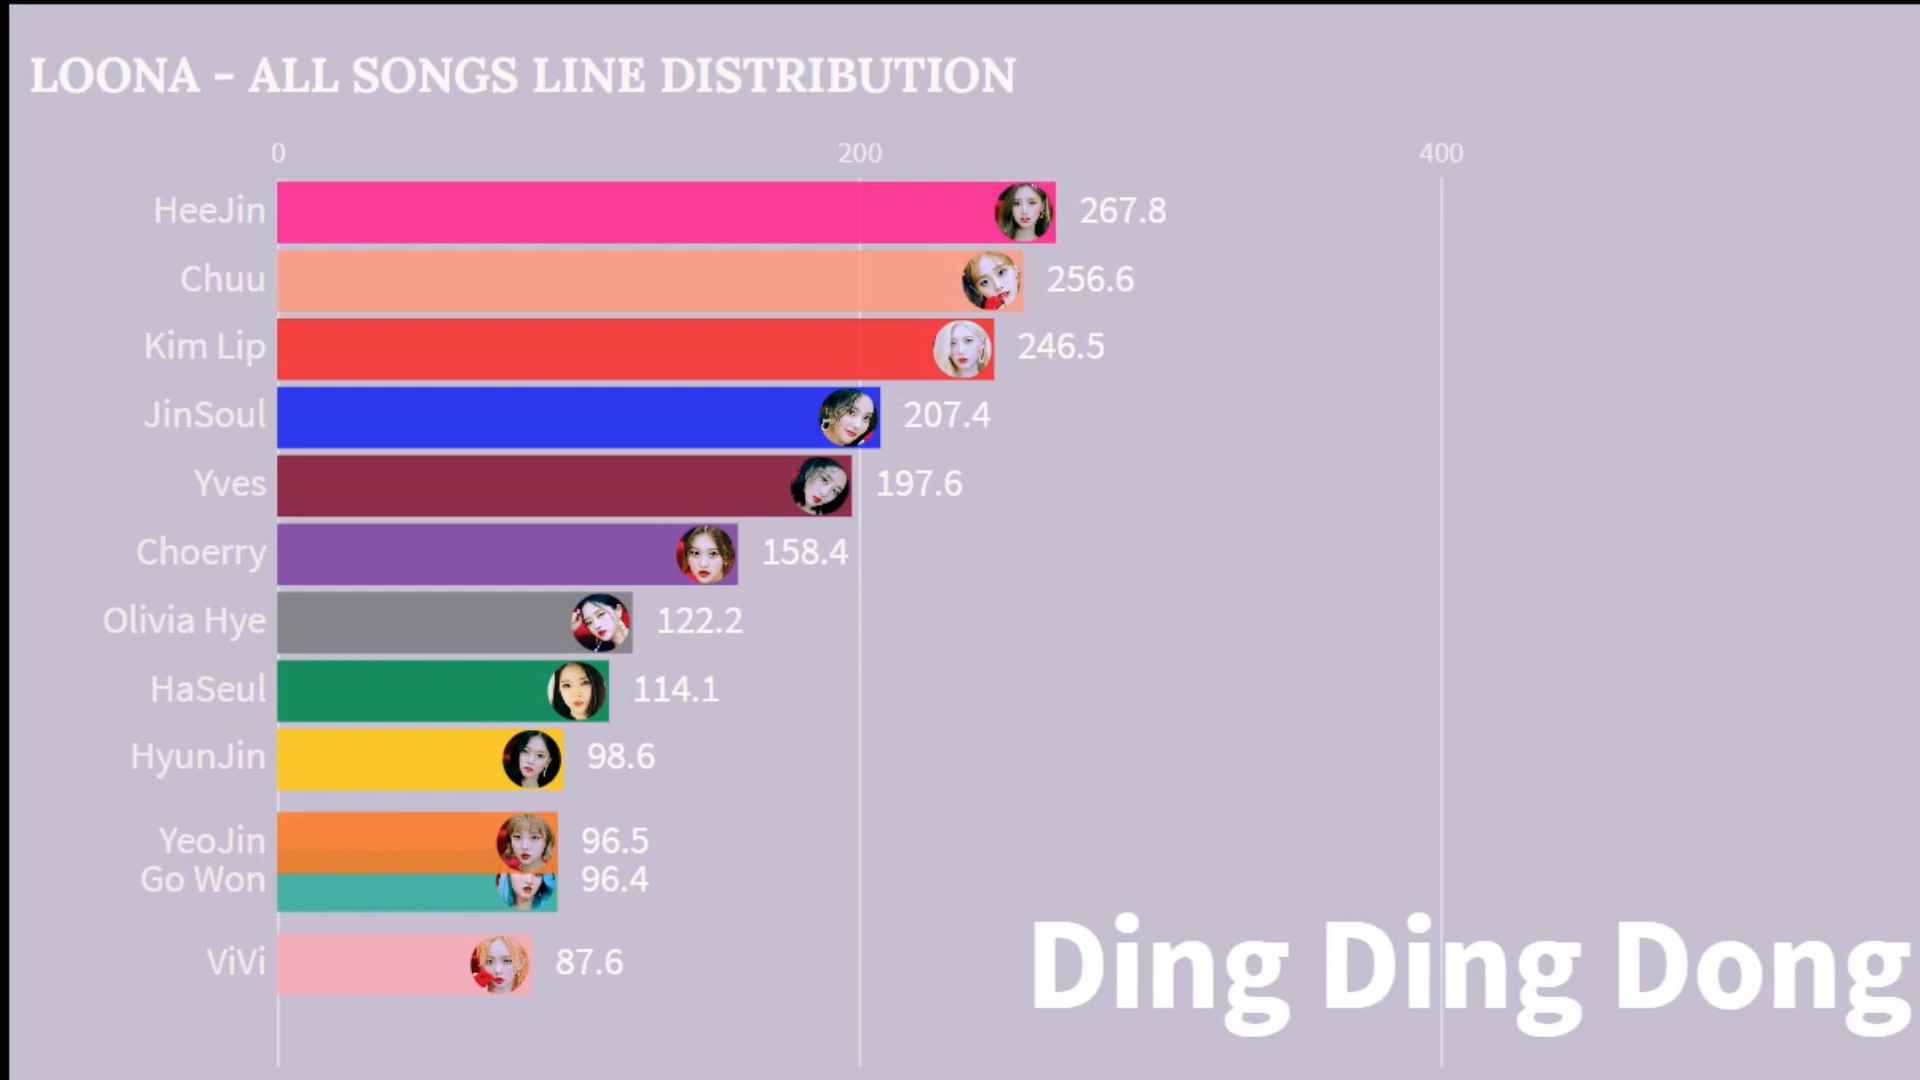 LOONA - ALL SONGS LINE DISTRIBUTION
0 200 400
HeeJin 267.8
Chuu 256.6
Kim Lip 246.5
JinSoul 207.4
Yves 197.6
Choerry 158.4
Olivia Hye 122.2
HaSeul 114.1
HyunJin 98.6
YeoJin 96.5
Go Won 96.4
ViVi 87.6
Ding Ding Dong